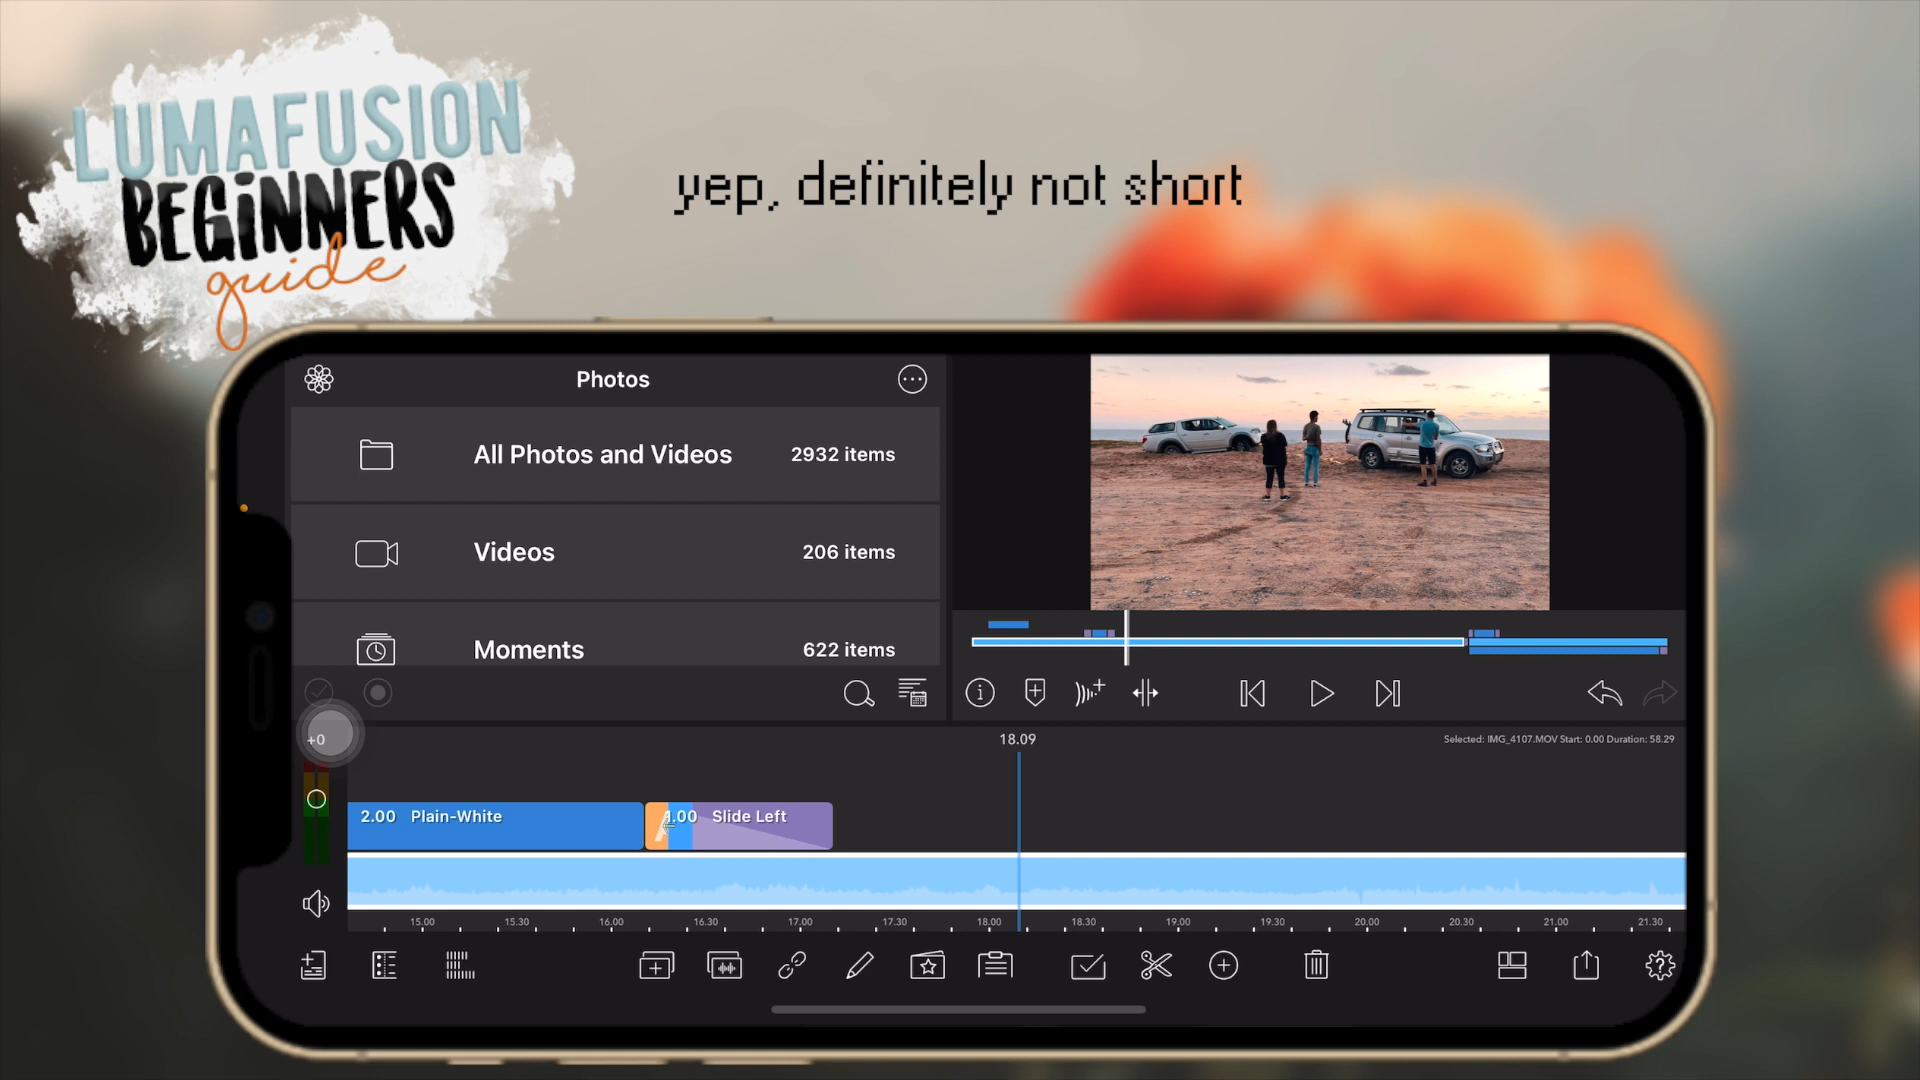 LUMAFUSION
BEGiNNERS
guide
yep, definitely not short
Photos
All Photos and Videos 2932 items
Videos 206 items
Moments 622 items
+0
18.09
Selected: IMG_4107.MOV Start: 0.00 Duration: 58.29
2.00 Plain-White
1.00 Slide Left
15.00 15.30 16.00 16.30 17.00 17.30 18.00 18.30 19.00 19.30 20.00 20.30 21.00 21.30